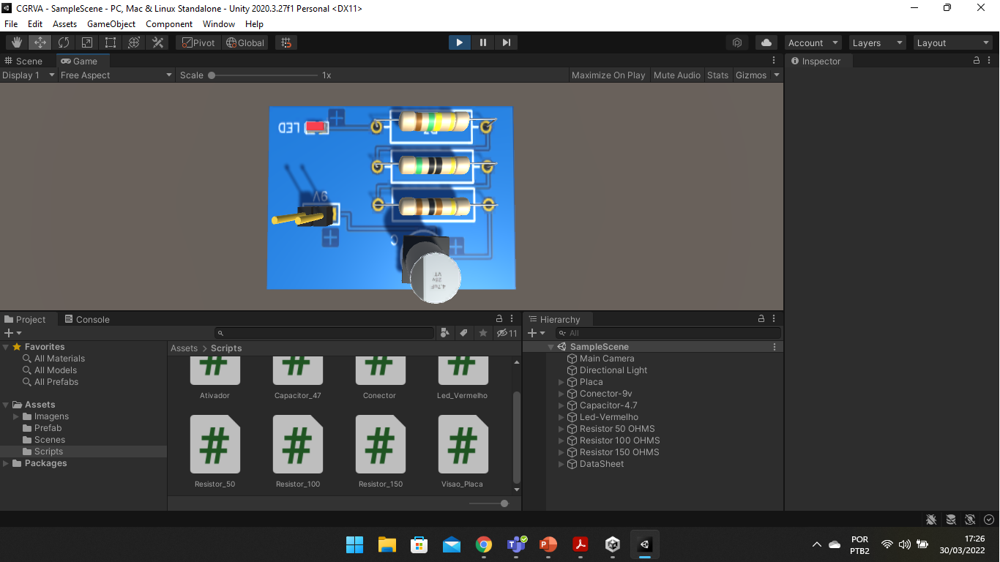 CGRVA - SampleScene - PC, Mac & Linux Standalone - Unity 2020.3.27f1 Personal <DX11>
File Edit Assets GameObject Component Window Help
Pivot Global Account Layers Layout
Scene Game Inspector
Display 1 Free Aspect Scale 1x Maximize On Play Mute Audio Stats Gizmos
LED
9V
C
VT
25v
4.7uF
Project Console
11
Favorites
All Materials
All Models
All Prefabs
Assets
Imagens
Prefab
Scenes
Scripts
Packages
Assets > Scripts
Ativador Capacitor_47 Conector Led_Vermelho
Resistor_50 Resistor_100 Resistor_150 Visao_Placa
Hierarchy
All
SampleScene
Main Camera
Directional Light
Placa
Conector-9v
Capacitor-4.7
Led-Vermelho
Resistor 50 OHMS
Resistor 100 OHMS
Resistor 150 OHMS
DataSheet
POR
PTB2
17:26
30/03/2022